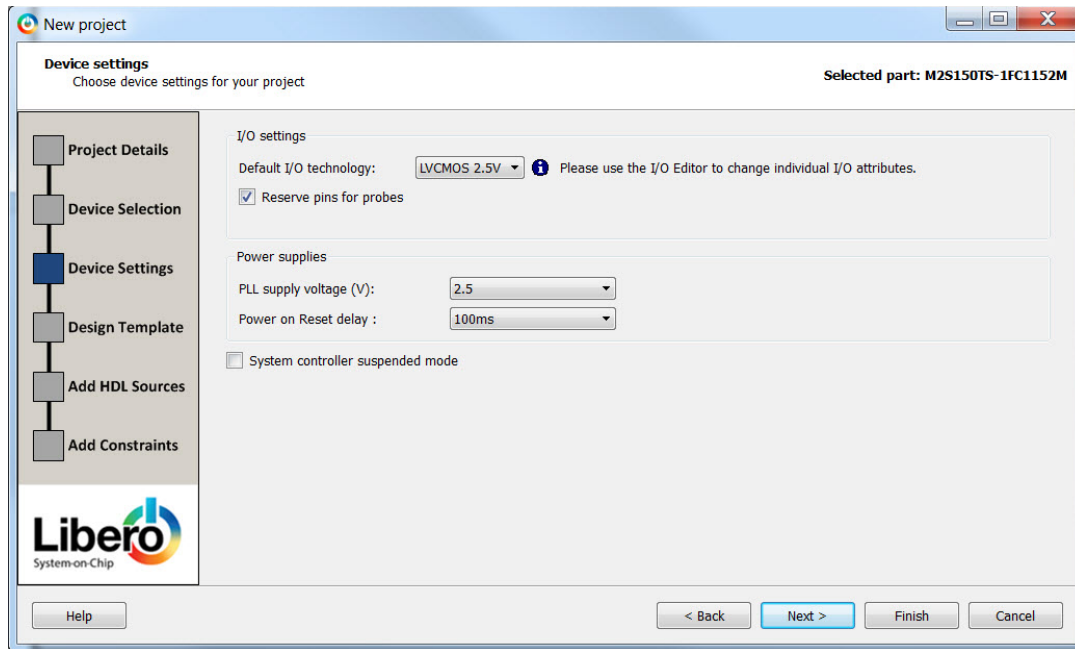 New project
Device settings
Choose device settings for your project
Selected part: M2S150TS-1FC1152M
Project Details
Device Selection
Device Settings
Design Template
Add HDL Sources
Add Constraints
Libero
System-on-Chip
I/O settings
Default I/O technology: LVCMOS 2.5V Please use the I/O Editor to change individual I/O attributes.
Reserve pins for probes
Power supplies
PLL supply voltage (V): 2.5
Power on Reset delay : 100ms
System controller suspended mode
Help < Back Next > Finish Cancel